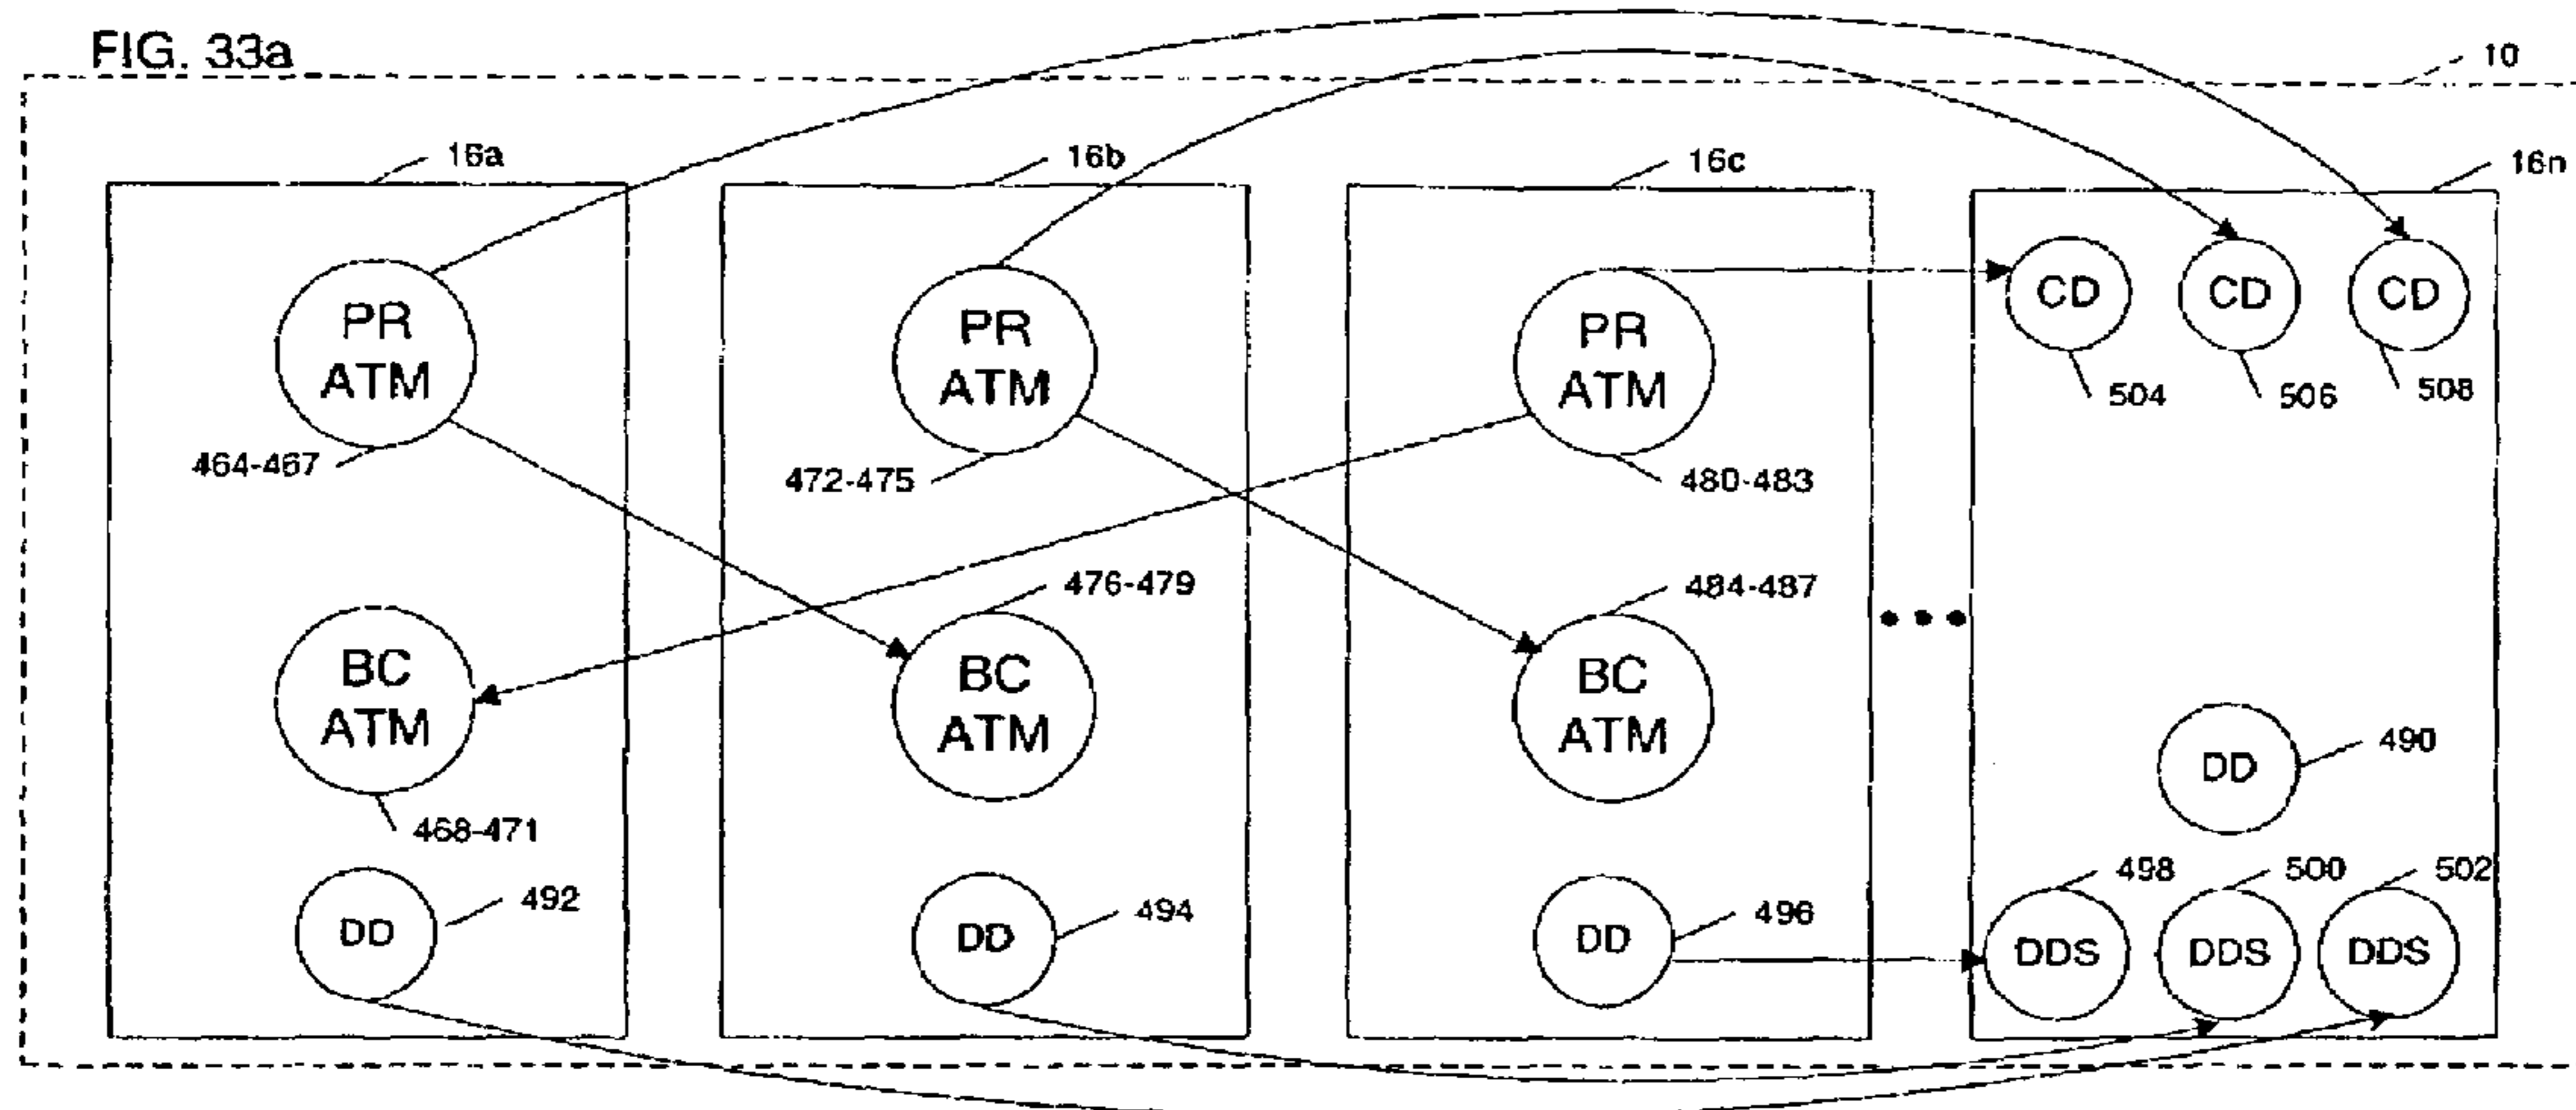 FIG. 33a
10
16a
16b
16c
16n
PR
ATM
464-467
PR
ATM
472-475
PR
ATM
480-483
CD
CD
CD
504
506
508
BC
ATM
468-471
476-479
BC
ATM
484-487
BC
ATM
DD
490
DD
492
DD
494
DD
496
498
500
502
DDS
DDS
DDS